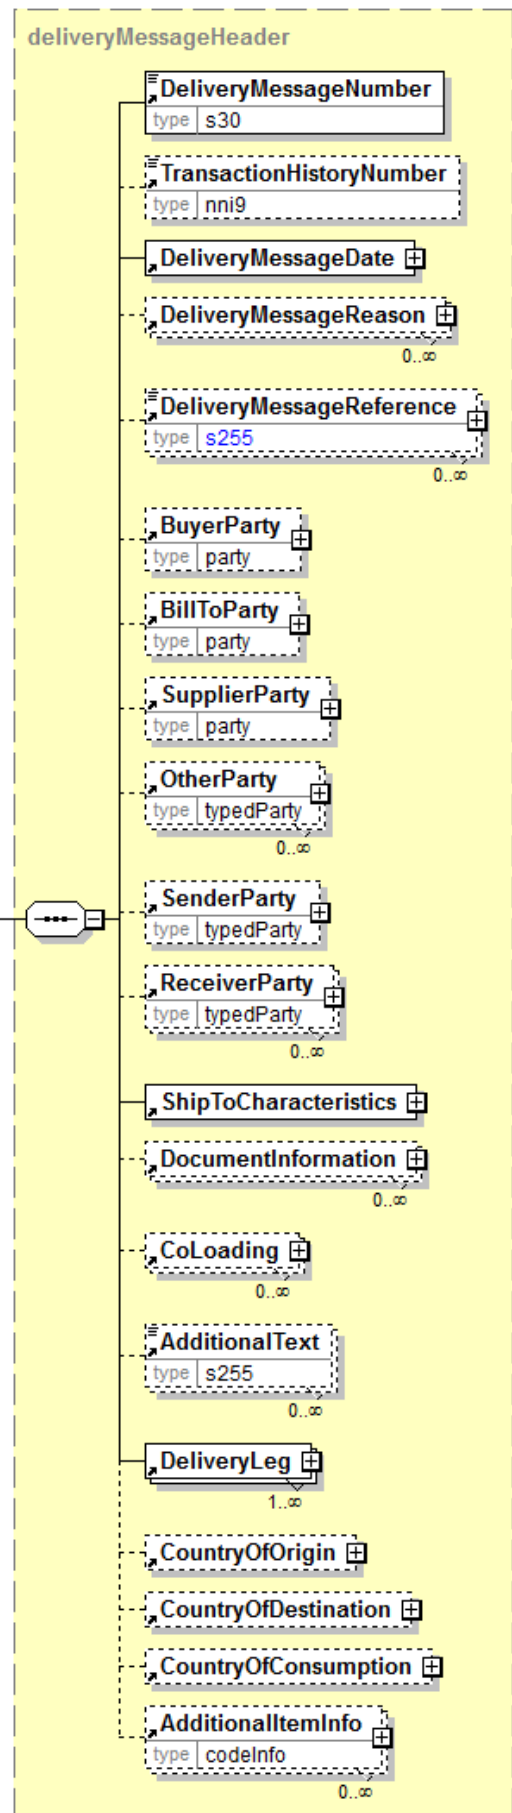 deliveryMessageHeader
DeliveryMessageNumber
type s30
TransactionHistoryNumber
type nni9
DeliveryMessageDate
DeliveryMessageReason
0..∞
DeliveryMessageReference
type s255
0..∞
BuyerParty
type party
BillToParty
type party
SupplierParty
type party
OtherParty
type typedParty
0..∞
SenderParty
type typedParty
ReceiverParty
type typedParty
0..∞
ShipToCharacteristics
DocumentInformation
0..∞
CoLoading
0..∞
AdditionalText
type s255
0..∞
DeliveryLeg
1..∞
CountryOfOrigin
CountryOfDestination
CountryOfConsumption
AdditionalItemInfo
type codeInfo
0..∞